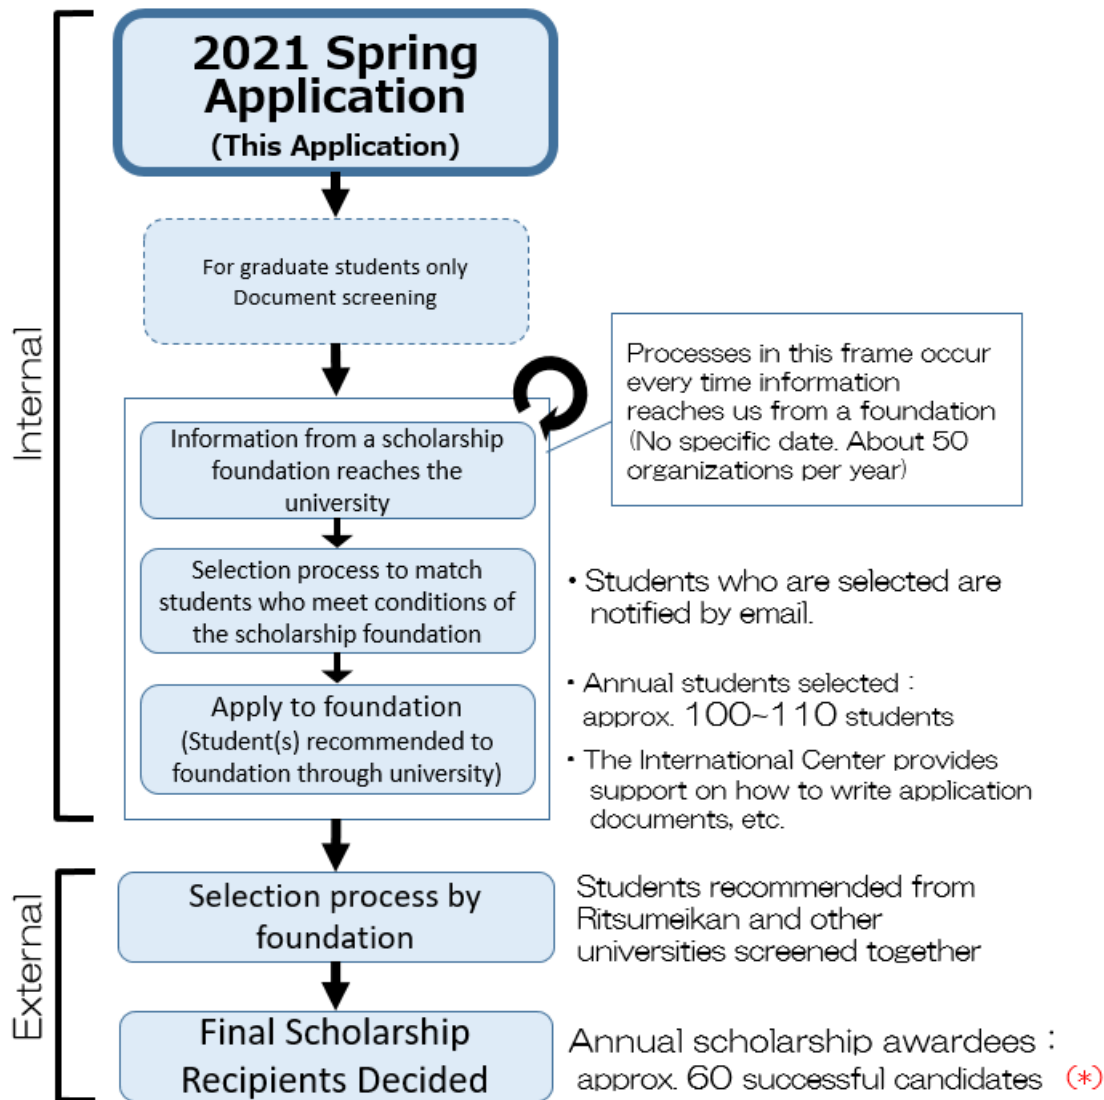 2021 Spring
Application
(This Application)
For graduate students only
Document screening
Internal
Processes in this frame occur
every time information
reaches us from a foundation
(No specific date. About 50
organizations per year)
Information from a scholarship
foundation reaches the
university
Selection process to match
students who meet conditions of
the scholarship foundation
・Students who are selected are
notified by email.
Apply to foundation
(Student(s) recommended to
foundation through university)
・Annual students selected：
approx. 100~110 students
・The International Center provides
support on how to write application
documents, etc.
External
Selection process by
foundation
Students recommended from
Ritsumeikan and other
universities screened together
Final Scholarship
Recipients Decided
Annual scholarship awardees：
approx. 60 successful candidates (*)